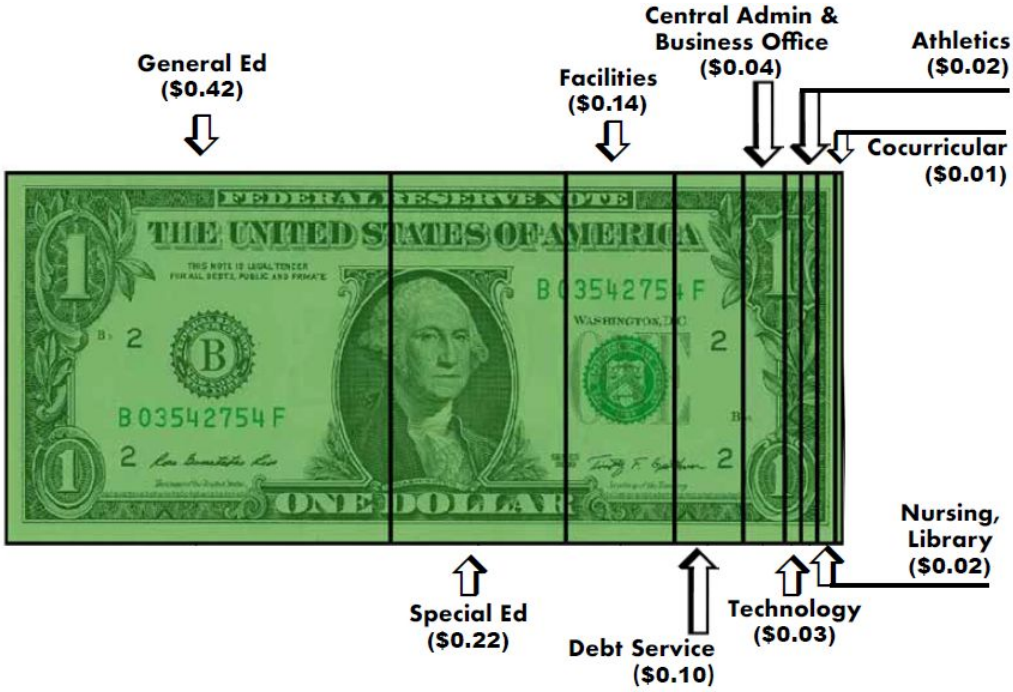 Central Admin &
Business Office
($0.04)
Athletics
($0.02)
General Ed
($0.42)
Facilities
($0.14)
Cocurricular
($0.01)
FEDERAL RESERVE NOTE
THE UNITED STATES OF AMERICA
1
THIS NOTE IS LEGAL TENDER
FOR ALL DEBTS, PUBLIC AND PRIVATE
B 03542754 F
WASHINGTON, D.C.
2
2
B
ONE
B 03542754 F
2
2
1
1
ONE DOLLAR
Nursing,
Library
($0.02)
Special Ed
($0.22)
Technology
($0.03)
Debt Service
($0.10)